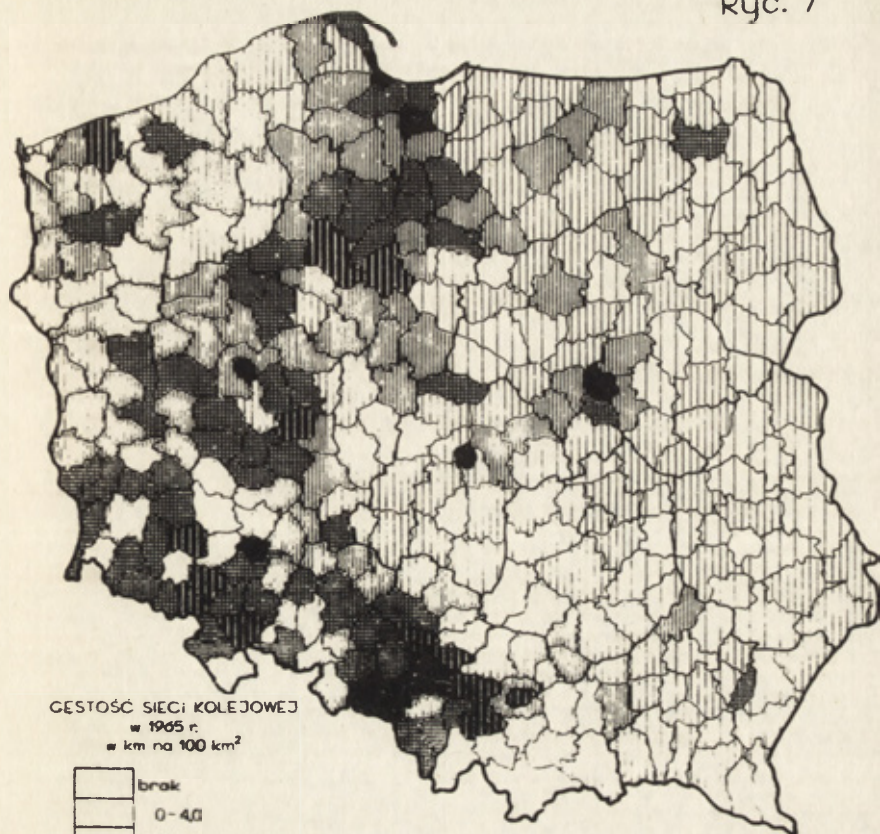 Ryc. 7
GĘSTOŚĆ SIECI KOLEJOWEJ
w 1965 r.
w km na 100 km²
brak
0-4,0